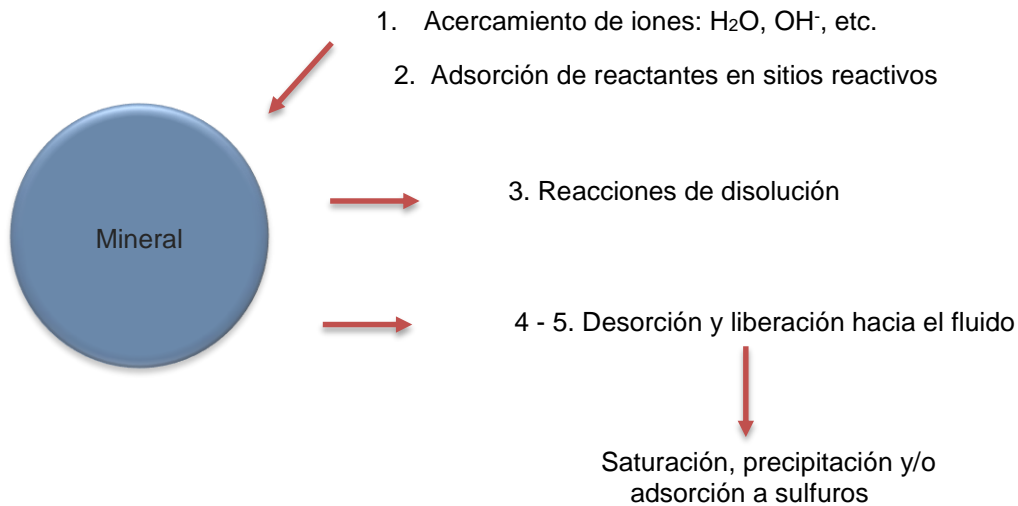 1. Acercamiento de iones: H₂O, OH⁻, etc.
2. Adsorción de reactantes en sitios reactivos
3. Reacciones de disolución
Mineral
4 - 5. Desorción y liberación hacia el fluido
Saturación, precipitación y/o
adsorción a sulfuros